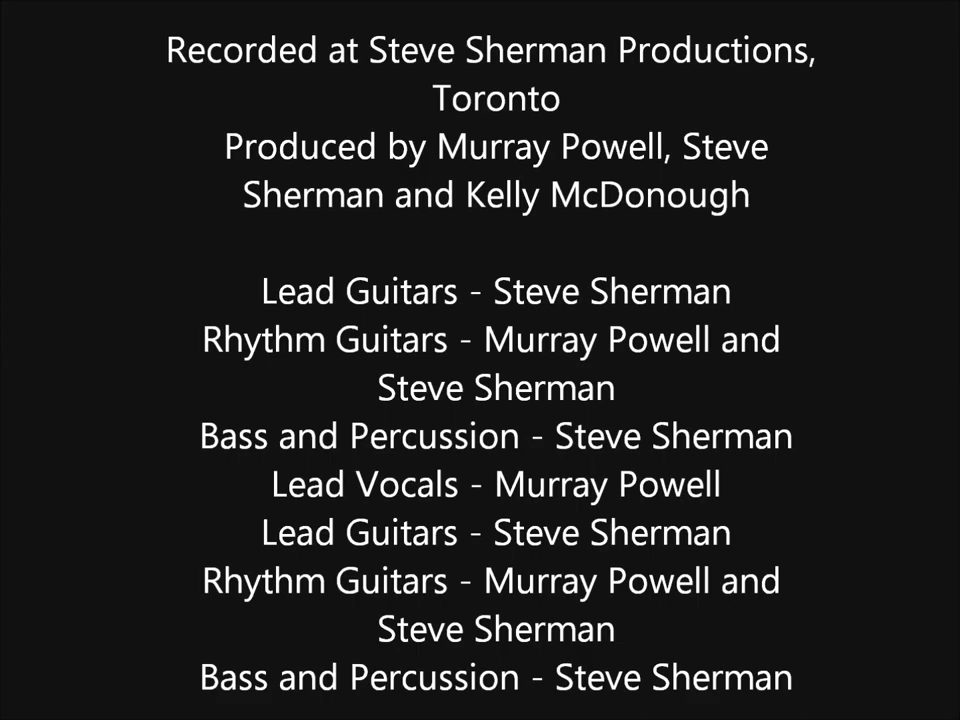 Recorded at Steve Sherman Productions,
Toronto
Produced by Murray Powell, Steve
Sherman and Kelly McDonough
Lead Guitars - Steve Sherman
Rhythm Guitars - Murray Powell and
Steve Sherman
Bass and Percussion - Steve Sherman
Lead Vocals - Murray Powell
Lead Guitars - Steve Sherman
Rhythm Guitars - Murray Powell and
Steve Sherman
Bass and Percussion - Steve Sherman